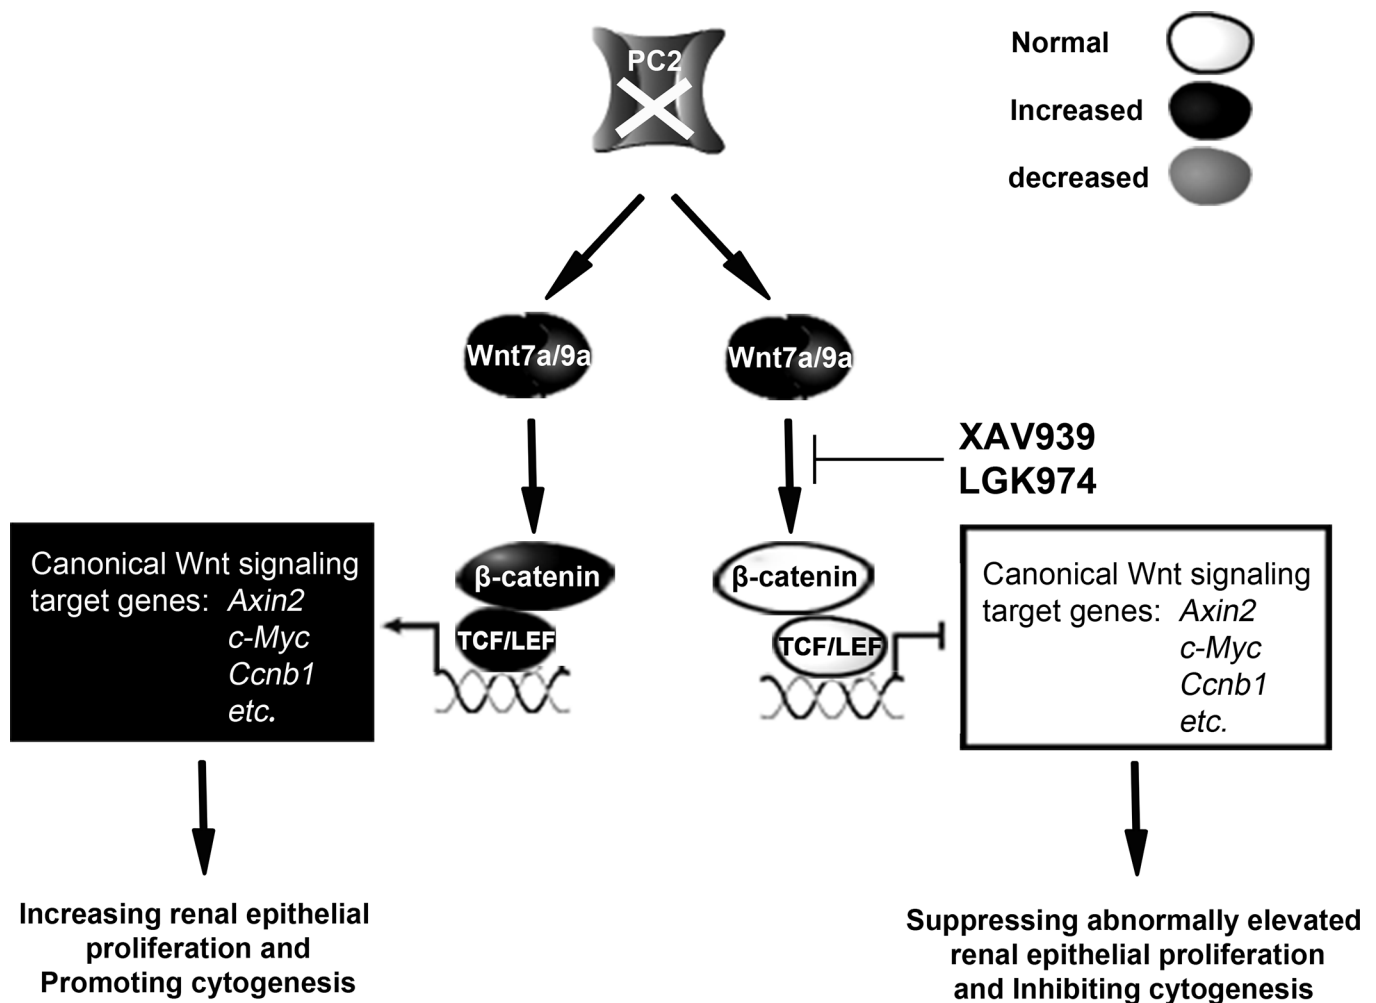 PC2
Normal
Increased
decreased
Wnt7a/9a
Wnt7a/9a
XAV939
LGK974
Canonical Wnt signaling
target genes: Axin2
c-Myc
Ccnb1
etc.
β-catenin
TCF/LEF
β-catenin
TCF/LEF
Canonical Wnt signaling
target genes: Axin2
c-Myc
Ccnb1
etc.
Increasing renal epithelial
proliferation and
Promoting cytogenesis
Suppressing abnormally elevated
renal epithelial proliferation
and Inhibiting cytogenesis